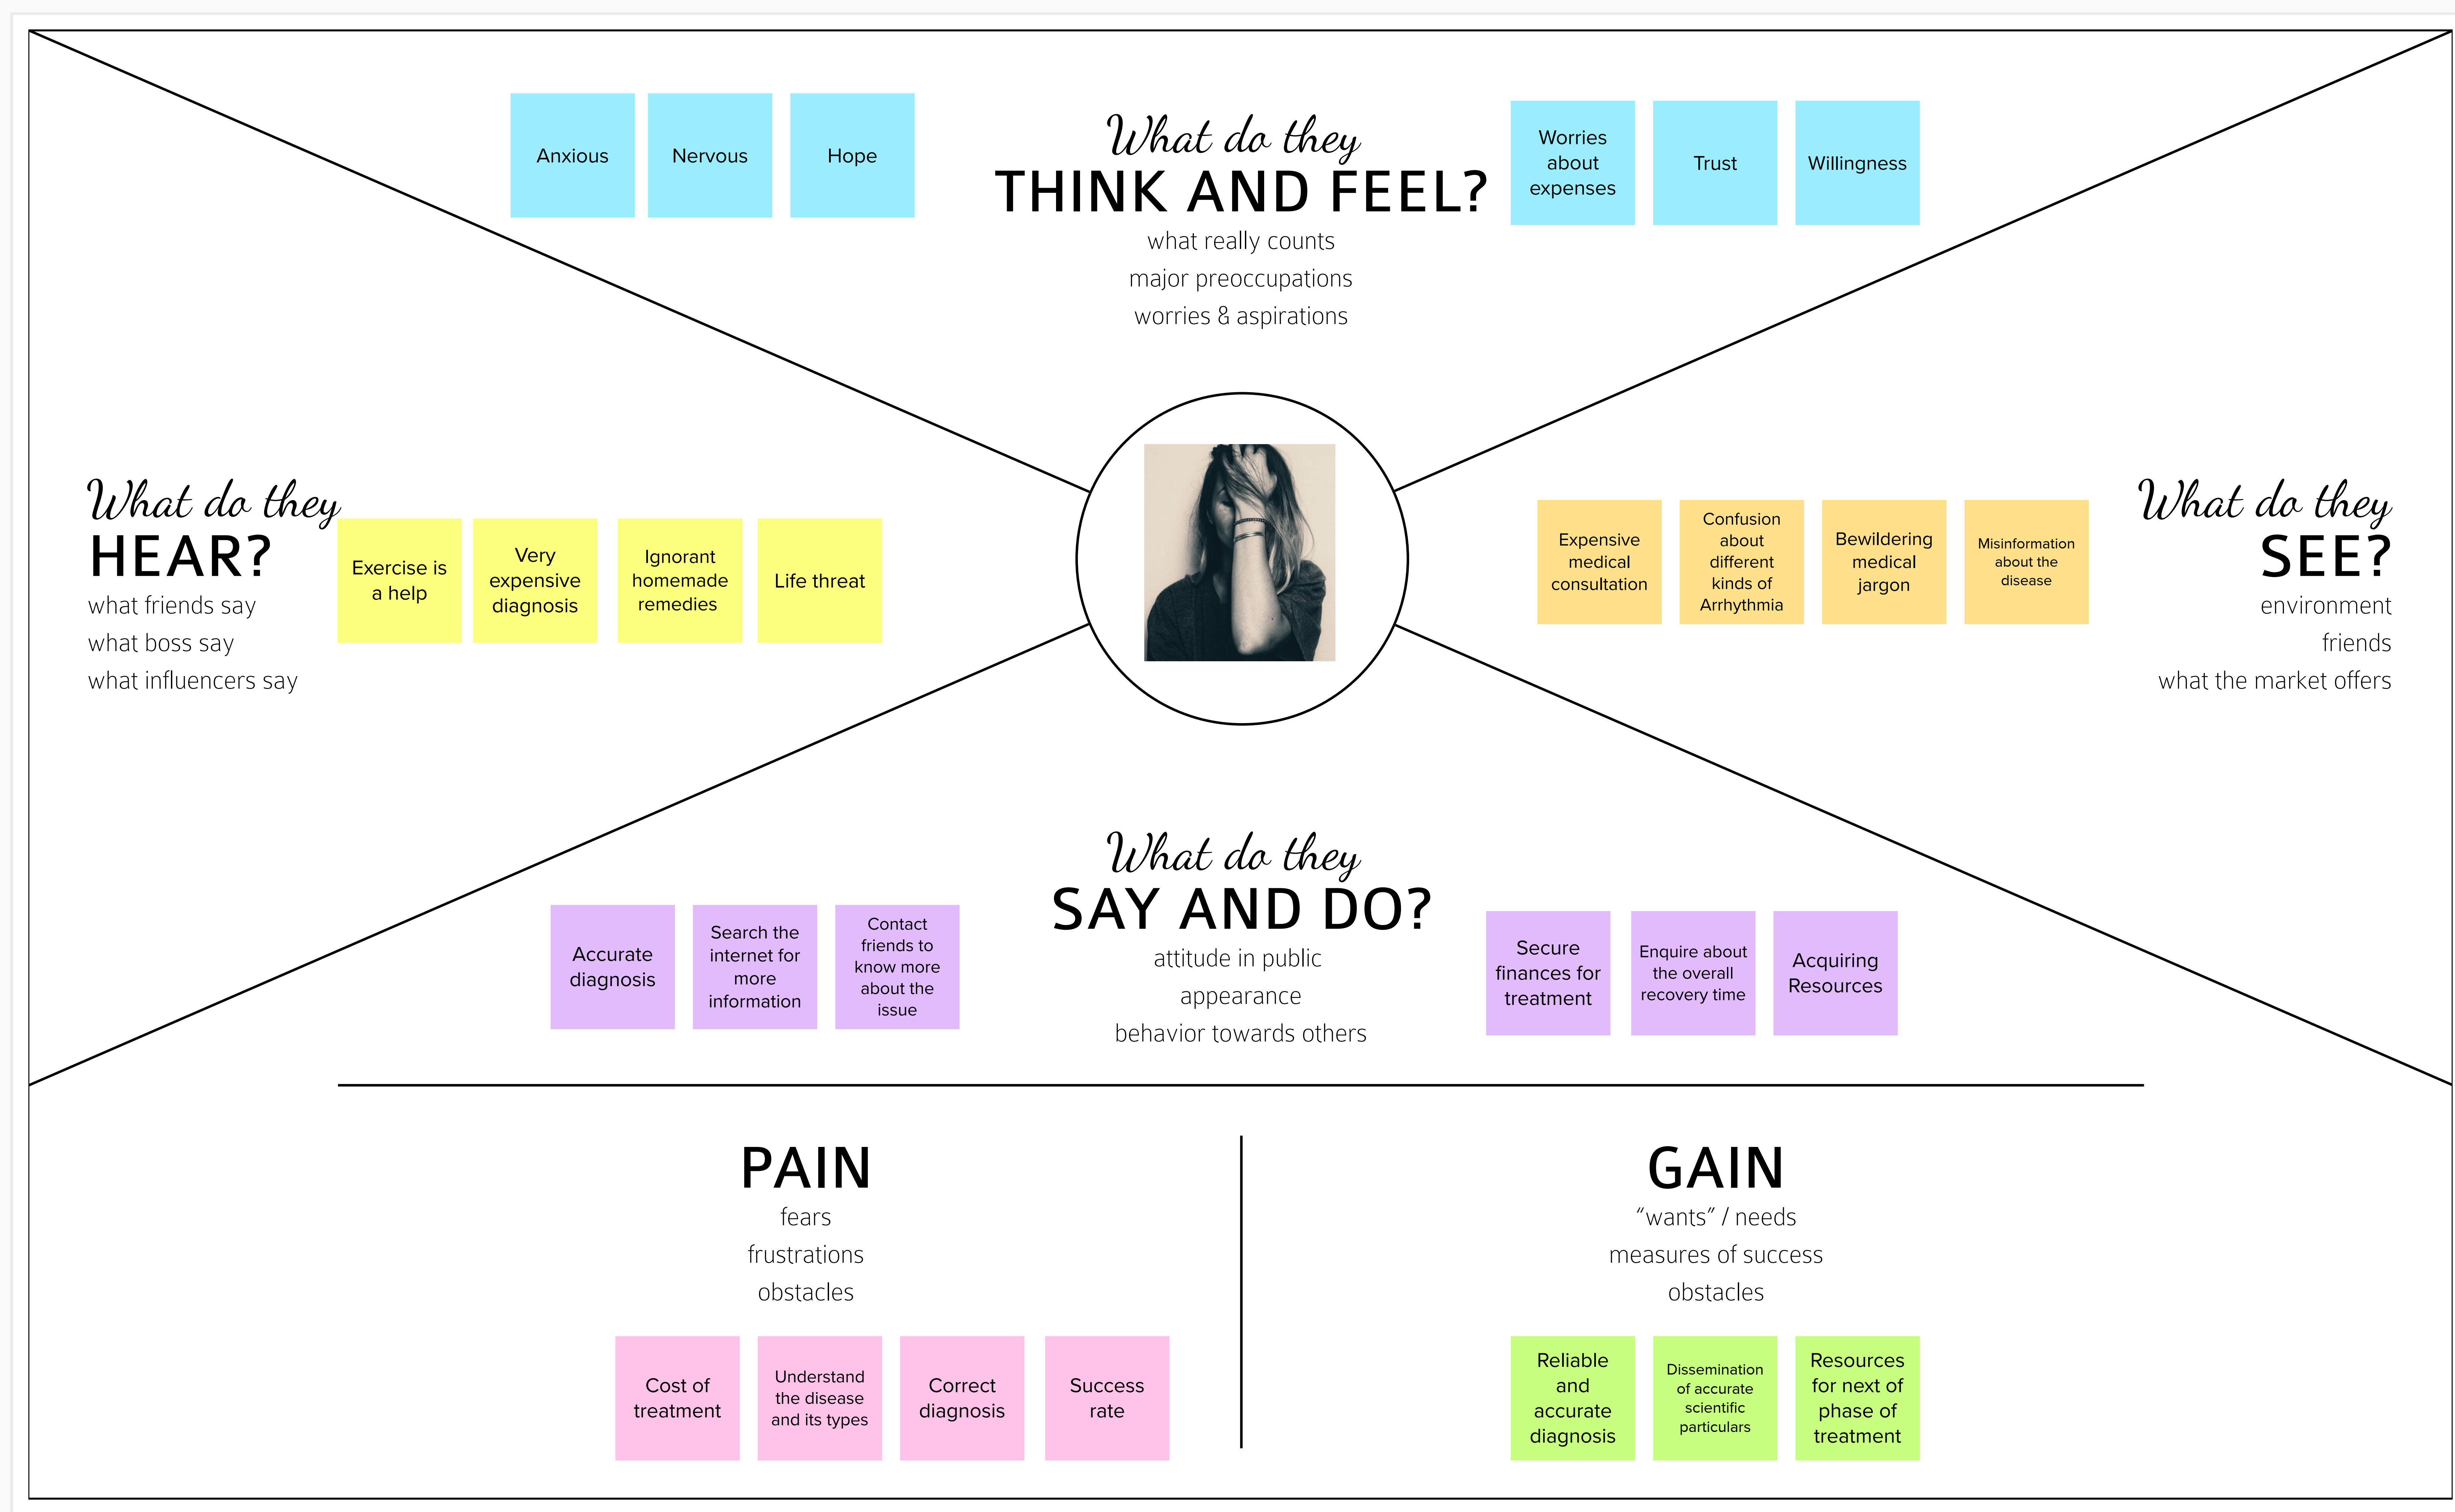 Anxious
Nervous
Hope
What do they
THINK AND FEEL?
what really counts
major preoccupations
worries & aspirations
Worries
about
expenses
Trust
Willingness
What do they
HEAR?
what friends say
what boss say
what influencers say
Exercise is
a help
Very
expensive
diagnosis
Ignorant
homemade
remedies
Life threat
Expensive
medical
consultation
Confusion
about
different
kinds of
Arrhythmia
Bewildering
medical
jargon
Misinformation
about the
disease
What do they
SEE?
environment
friends
what the market offers
Accurate
diagnosis
Search the
internet for
more
information
Contact
friends to
know more
about the
issue
What do they
SAY AND DO?
attitude in public
appearance
behavior towards others
Secure
finances for
treatment
Enquire about
the overall
recovery time
Acquiring
Resources
PAIN
fears
frustrations
obstacles
Cost of
treatment
Understand
the disease
and its types
Correct
diagnosis
Success
rate
GAIN
“wants” / needs
measures of success
obstacles
Reliable
and
accurate
diagnosis
Dissemination
of accurate
scientific
particulars
Resources
for next of
phase of
treatment